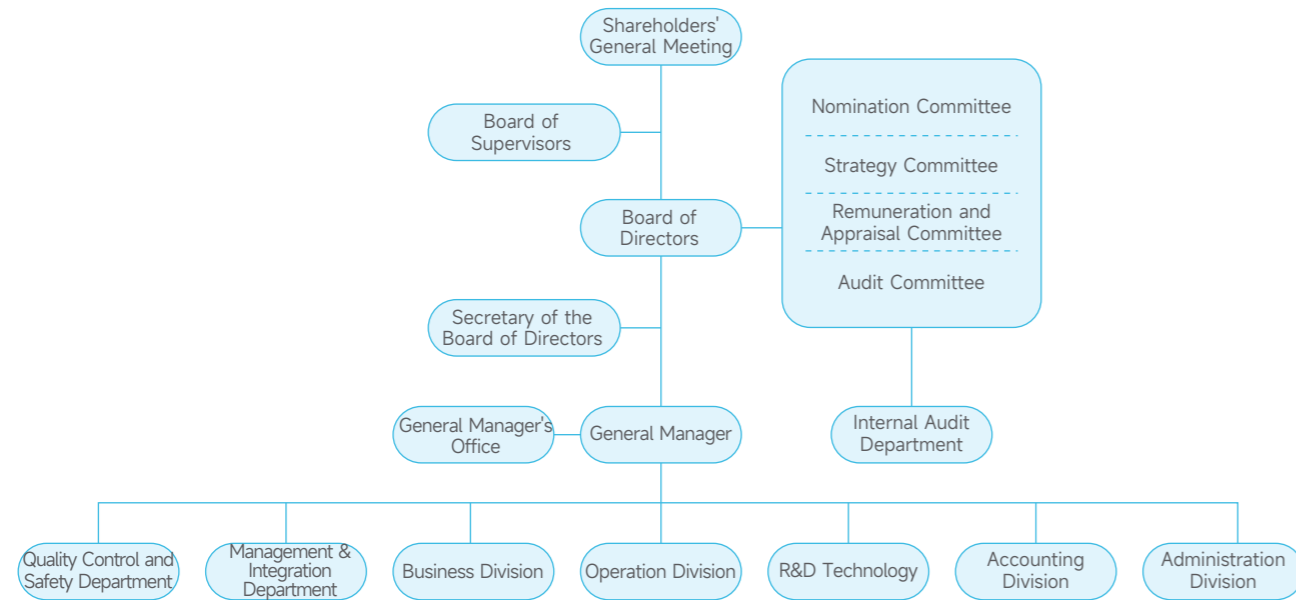 Shareholders'
General Meeting
Nomination Committee
Board of
Supervisors
Strategy Committee
Board of
Directors
Remuneration and
Appraisal Committee
Audit Committee
Secretary of the
Board of Directors
General Manager's
Office
General Manager
Internal Audit
Department
Quality Control and
Safety Department
Management &
Integration
Department
Business Division
Operation Division
R&D Technology
Accounting
Division
Administration
Division